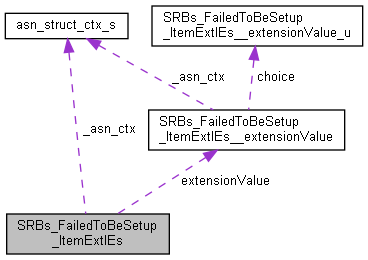 SRBs_FailedToBeSetup
_ItemExtIEs__extensionValue_u
asn_struct_ctx_s
_asn_ctx
choice
SRBs_FailedToBeSetup
_ItemExtIEs__extensionValue
_asn_ctx
extensionValue
SRBs_FailedToBeSetup
_ItemExtIEs